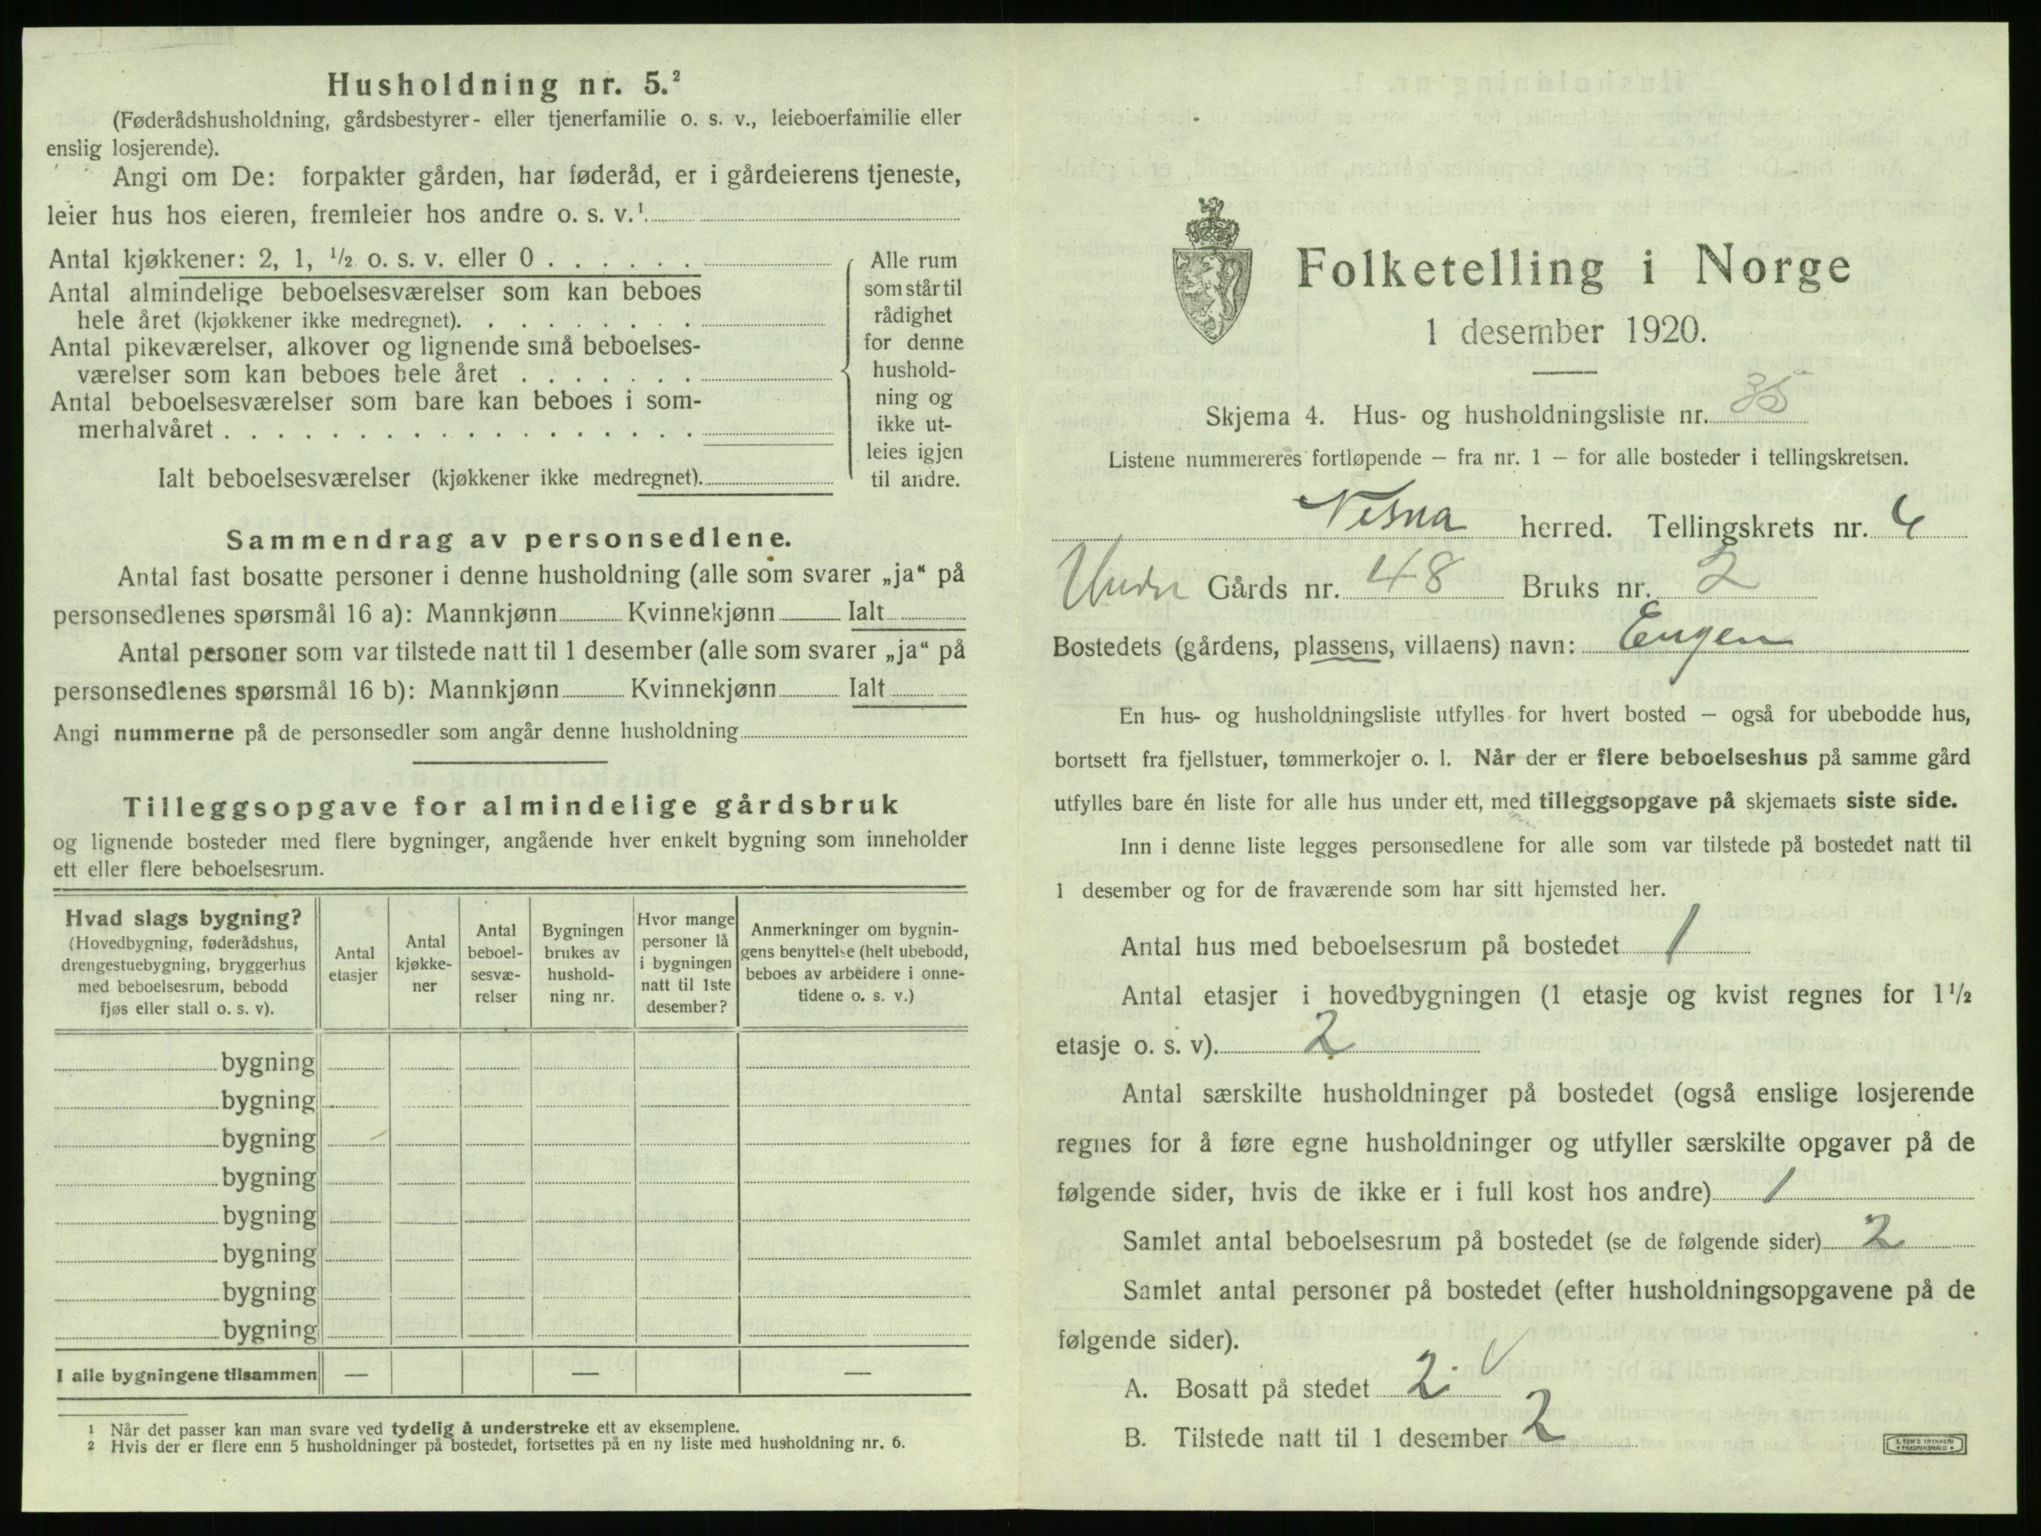 Husholdning nr. 5.²
(Føderådshusholdning, gårdsbestyrer- eller tjenerfamilie o. s. v., leieboerfamilie eller
enslig losjerende).
Angi om De: forpakter gården, har føderåd, er i gårdeierens tjeneste,
leier hus hos eieren, fremleier hos andre o. s. v.¹
Antal kjøkkener: 2, 1, ½ o. s. v. eller 0 . . . . . .
Antal almindelige beboelsesværelser som kan beboes
hele året (kjøkkener ikke medregnet). . . . . . . . .
Antal pikeværelser, alkover og lignende små beboelses-
værelser som kan beboes hele året . . . . . . .
Antal beboelsesværelser som bare kan beboes i som-
merhalvåret . . . . . . . . . . . . . . . . . .
Ialt beboelsesværelser (kjøkkener ikke medregnet).
Alle rum
som står til
rådighet
for denne
hushold-
ning og
ikke ut-
leies igjen
til andre.
Sammendrag av personsedlene.
Antal fast bosatte personer i denne husholdning (alle som svarer „ja“ på
personsedlenes spørsmål 16 a): Mannkjønn Kvinnekjønn Ialt
Antal personer som var tilstede natt til 1 desember (alle som svarer „ja“ på
personsedlenes spørsmål 16 b): Mannkjønn Kvinnekjønn Ialt
Angi nummerne på de personsedler som angår denne husholdning
Tilleggsopgave for almindelige gårdsbruk
og lignende bosteder med flere bygninger, angående hver enkelt bygning som inneholder
ett eller flere beboelsesrum.
Hvad slags bygning?
(Hovedbygning, føderådshus,
drengestuebygning, bryggerhus
med beboelsesrum, bebodd
fjøs eller stall o. s. v).
Antal
etasjer
Antal
kjøkke-
ner
Antal
beboel-
sesvæ-
relser
Bygningen
brukes av
hushold-
ning nr.
Hvor mange
personer lå
i bygningen
natt til 1ste
desember?
Anmerkninger om bygnin-
gens benyttelse (helt ubebodd,
beboes av arbeidere i onne-
tidene o. s. v.)
bygning
bygning
bygning
bygning
bygning
bygning
bygning
bygning
I alle bygningene tilsammen — — —
¹ Når det passer kan man svare ved tydelig å understreke ett av eksemplene.
² Hvis der er flere enn 5 husholdninger på bostedet, fortsettes på en ny liste med husholdning nr. 6.
Folketelling i Norge
1 desember 1920.
Skjema 4. Hus- og husholdningsliste nr. 35
Listene nummereres fortløpende – fra nr. 1 – for alle bosteder i tellingskretsen.
Nesna herred. Tellingskrets nr. 4
Under Gårds nr. 48 Bruks nr. 2
Bostedets (gårdens, plassens, villaens) navn: Engen
En hus- og husholdningsliste utfylles for hvert bosted – også for ubebodde hus,
bortsett fra fjellstuer, tømmerkojer o. l. Når der er flere beboelseshus på samme gård
utfylles bare én liste for alle hus under ett, med tilleggsopgave på skjemaets siste side.
Inn i denne liste legges personsedlene for alle som var tilstede på bostedet natt til
1 desember og for de fraværende som har sitt hjemsted her.
Antal hus med beboelsesrum på bostedet 1
Antal etasjer i hovedbygningen (1 etasje og kvist regnes for 1½
etasje o. s. v). 2
Antal særskilte husholdninger på bostedet (også enslige losjerende
regnes for å føre egne husholdninger og utfyller særskilte opgaver på de
følgende sider, hvis de ikke er i full kost hos andre) 1
Samlet antal beboelsesrum på bostedet (se de følgende sider) 2
Samlet antal personer på bostedet (efter husholdningsopgavene på de
følgende sider).
A. Bosatt på stedet 2 √
B. Tilstede natt til 1 desember 2